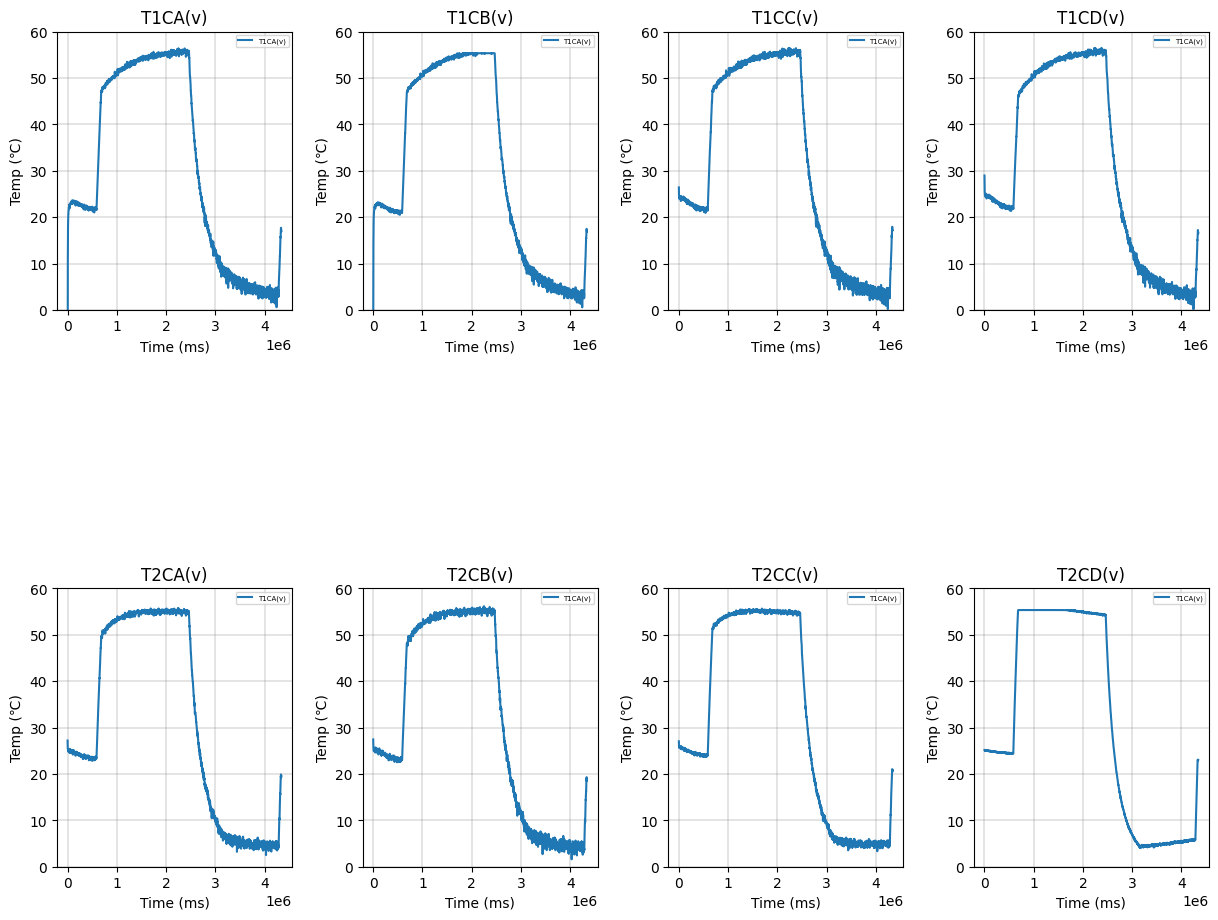 T1CA(v) T1CB(v) T1CC(v) T1CD(v)
60 T1CA(v) 60 T1CA(v) 60 T1CA(v) 60 T1CA(v)
50 50 50 50
40 40 40 40
Temp (℃) Temp (℃) Temp (℃) Temp (℃)
30 30 30 30
20 20 20 20
10 10 10 10
0 0 0 0
0 1 2 3 4 0 1 2 3 4 0 1 2 3 4 0 1 2 3 4
Time (ms) 1e6 Time (ms) 1e6 Time (ms) 1e6 Time (ms) 1e6
T2CA(v) T2CB(v) T2CC(v) T2CD(v)
60 T1CA(v) 60 T1CA(v) 60 T1CA(v) 60 T1CA(v)
50 50 50 50
40 40 40 40
Temp (℃) Temp (℃) Temp (℃) Temp (℃)
30 30 30 30
20 20 20 20
10 10 10 10
0 0 0 0
0 1 2 3 4 0 1 2 3 4 0 1 2 3 4 0 1 2 3 4
Time (ms) 1e6 Time (ms) 1e6 Time (ms) 1e6 Time (ms) 1e6